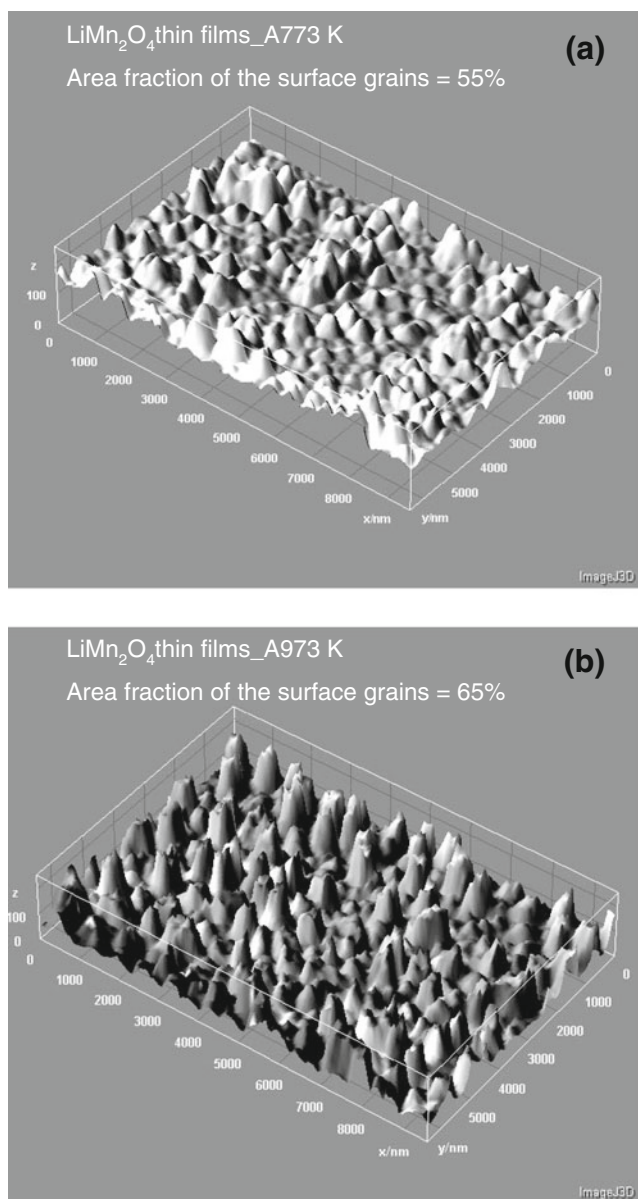 LiMn₂O₄thin films_A773 K
(a)
Area fraction of the surface grains = 55%
z
100
0
0
1000
2000
3000
4000
5000
6000
7000
8000
x/nm
y/nm
5000
4000
3000
2000
1000
0
ImageJ3D
LiMn₂O₄thin films_A973 K
(b)
Area fraction of the surface grains = 65%
z
100
0
0
1000
2000
3000
4000
5000
6000
7000
8000
x/nm
y/nm
5000
4000
3000
2000
1000
0
ImageJ3D